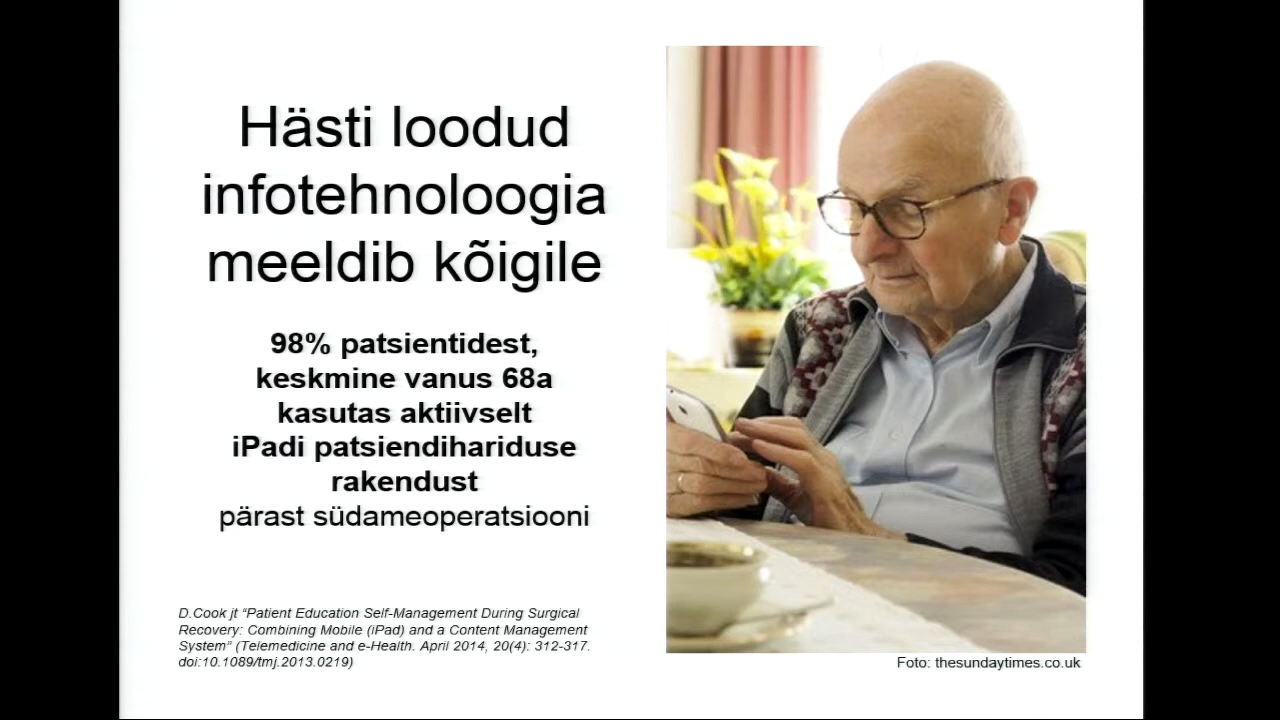 Hästi loodud
infotehnoloogia
meeldib kõigile
98% patsientidest,
keskmine vanus 68a
kasutas aktiivselt
iPadi patsiendihariduse
rakendust
pärast südameoperatsiooni
D.Cook jt “Patient Education Self-Management During Surgical
Recovery: Combining Mobile (iPad) and a Content Management
System” (Telemedicine and e-Health. April 2014, 20(4): 312-317.
doi:10.1089/tmj.2013.0219)
Foto: thesundaytimes.co.uk